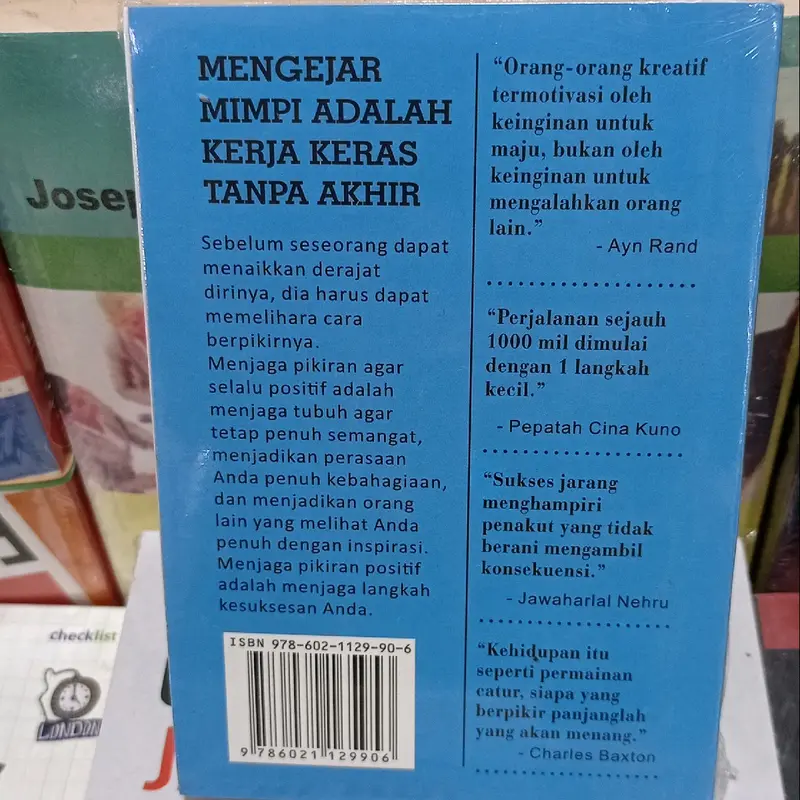 MENGEJAR
MIMPI ADALAH
KERJA KERAS
TANPA AKHIR
Sebelum seseorang dapat
menaikkan derajat
dirinya, dia harus dapat
memelihara cara
berpikirnya.
Menjaga pikiran agar
selalu positif adalah
menjaga tubuh agar
tetap penuh semangat,
menjadikan perasaan
Anda penuh kebahagiaan,
dan menjadikan orang
lain yang melihat Anda
penuh dengan inspirasi.
Menjaga pikiran positif
adalah menjaga langkah
kesuksesan Anda.
ISBN 978-602-1129-90-6
9 786021 129906
“Orang-orang kreatif
termotivasi oleh
keinginan untuk
maju, bukan oleh
keinginan untuk
mengalahkan orang
lain.”
- Ayn Rand
“Perjalanan sejauh
1000 mil dimulai
dengan 1 langkah
kecil.”
- Pepatah Cina Kuno
“Sukses jarang
menghampiri
penakut yang tidak
berani mengambil
konsekuensi.”
- Jawaharlal Nehru
“Kehidupan itu
seperti permainan
catur, siapa yang
berpikir panjanglah
yang akan menang.”
- Charles Baxton
checklist
LONDON